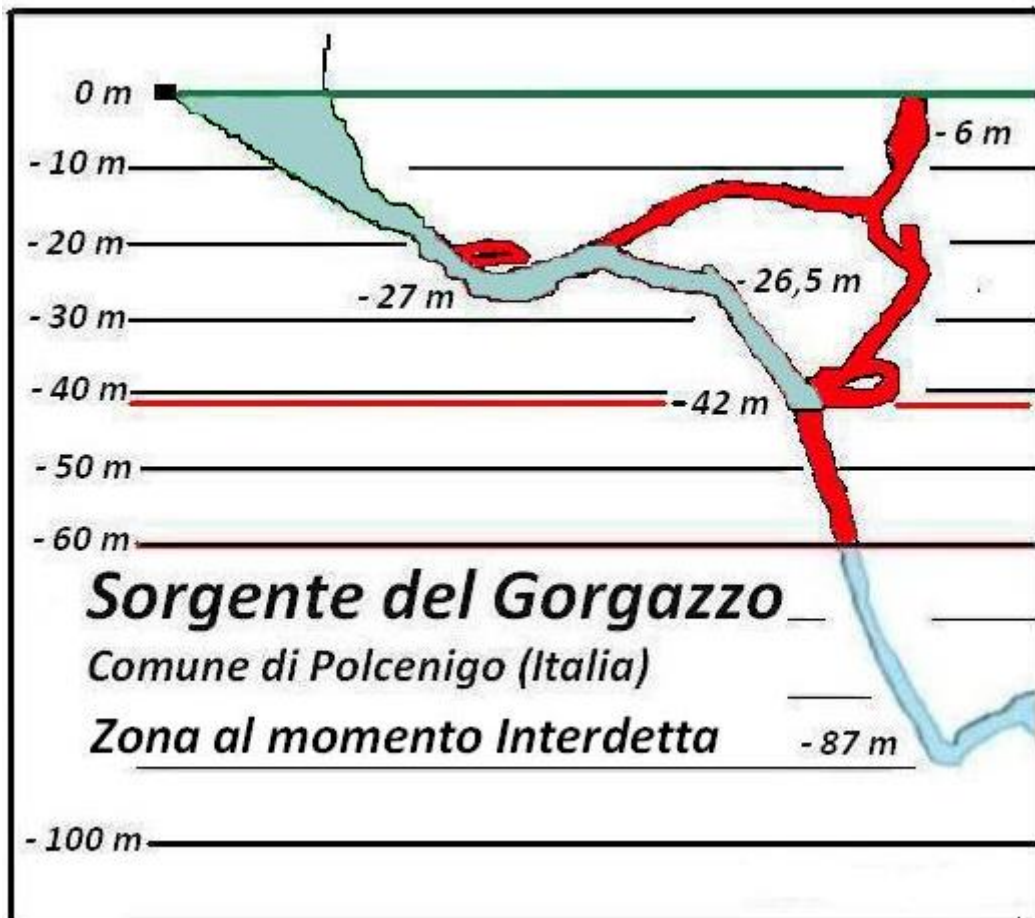 0 m
- 6 m
- 10 m
- 20 m
- 27 m
- 26,5 m
- 30 m
- 40 m
- 42 m
- 50 m
- 60 m
Sorgente del Gorgazzo
Comune di Polcenigo (Italia)
Zona al momento Interdetta
- 87 m
- 100 m